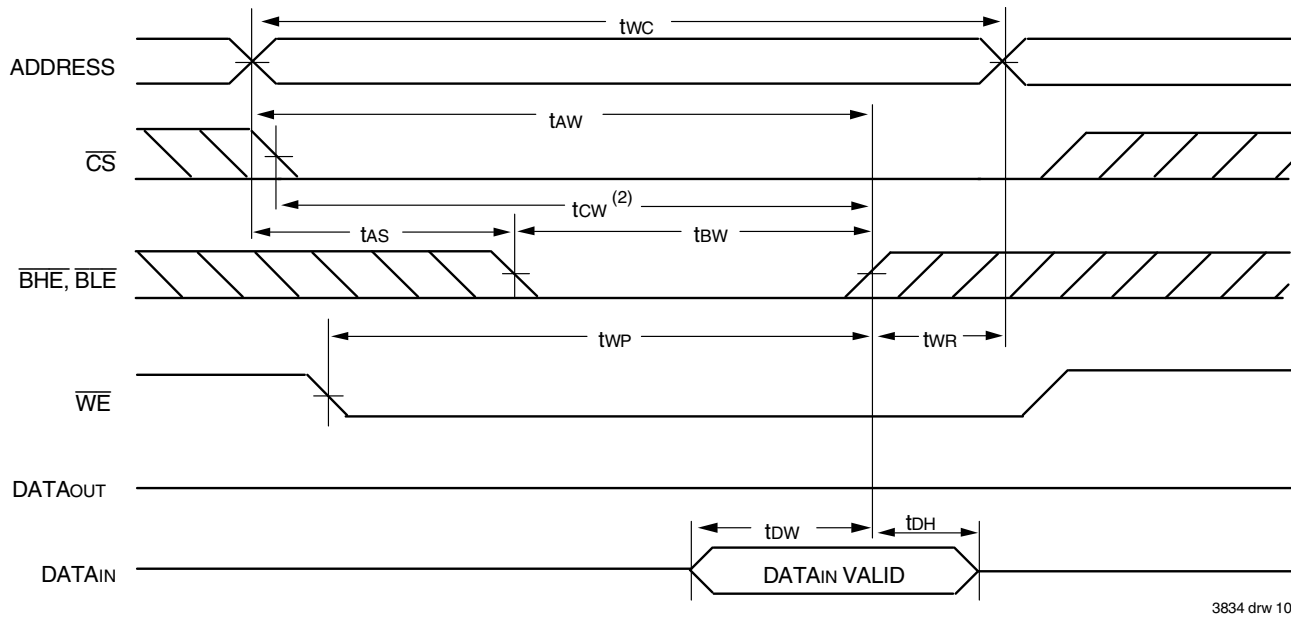 tWC
ADDRESS
tAW
CS
tCW (2)
tAS
tBW
BHE, BLE
tWP
tWR
WE
DATAOUT
tDW
tDH
DATAIN
DATAIN VALID
3834 drw 10